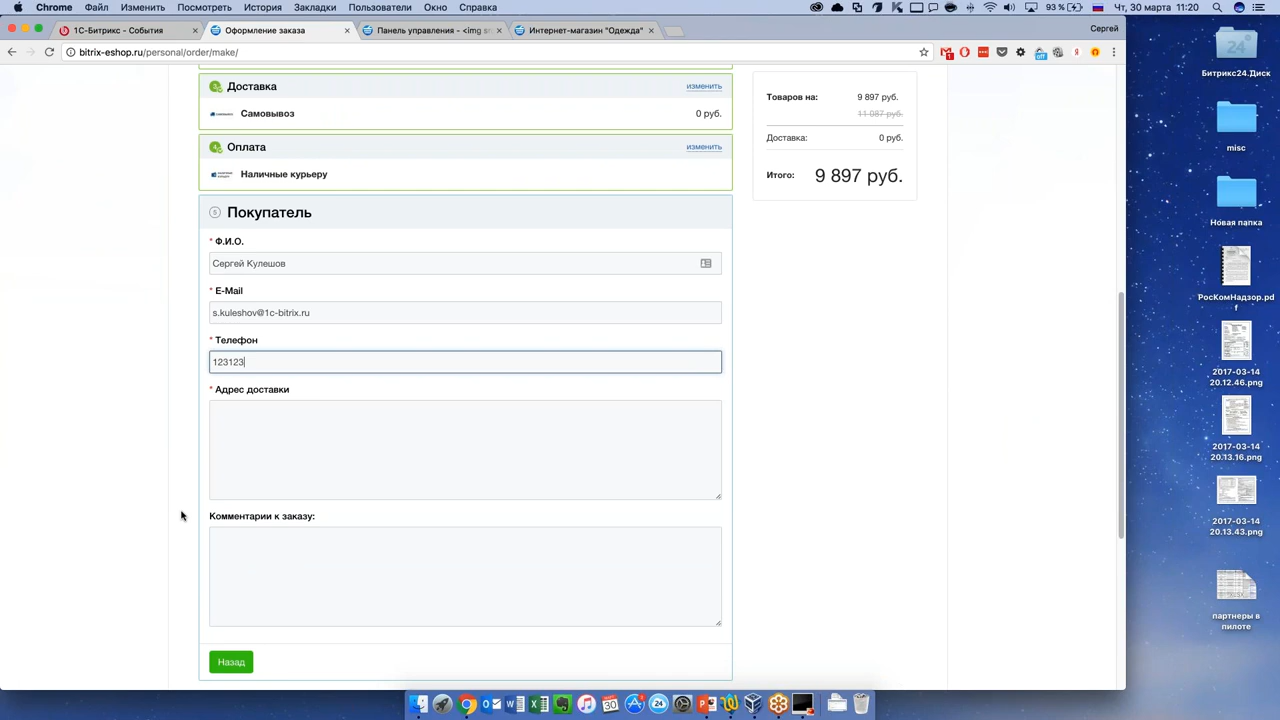 Chrome Файл Изменить Посмотреть История Закладки Пользователи Окно Справка 93 % Чт, 30 марта 11:20
1С-Битрикс - События
Оформление заказа
Панель управления - <img s
Интернет-магазин "Одежда"
Сергей
bitrix-eshop.ru/personal/order/make/
Доставка изменить
Самовывоз 0 руб.
Оплата изменить
Наличные курьеру
5 Покупатель
* Ф.И.О.
Сергей Кулешов
* E-Mail
s.kuleshov@1c-bitrix.ru
* Телефон
123123
* Адрес доставки
Комментарии к заказу:
Назад
Товаров на: 9 897 руб.
11 087 руб.
Доставка: 0 руб.
Итого: 9 897 руб.
24
Битрикс24.Диск
misc
Новая папка
РосКомНадзор.pd
f
2017-03-14
20.12.46.png
2017-03-14
20.13.16.png
2017-03-14
20.13.43.png
партнеры в
пилоте